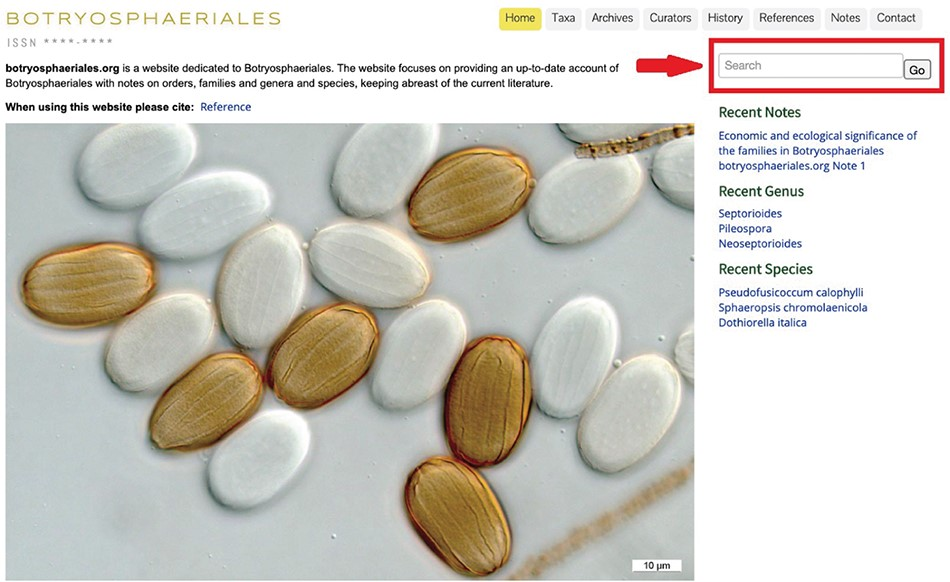 BOTRYOSPHAERIALES
ISSN ****-****
Home Taxa Archives Curators History References Notes Contact
botryosphaeriales.org is a website dedicated to Botryosphaeriales. The website focuses on providing an up-to-date account of
Botryosphaeriales with notes on orders, families and genera and species, keeping abreast of the current literature.
When using this website please cite: Reference
Search Go
Recent Notes
Economic and ecological significance of
the families in Botryosphaeriales
botryosphaeriales.org Note 1
Recent Genus
Septorioides
Pileospora
Neoseptorioides
Recent Species
Pseudofusicoccum calophylli
Sphaeropsis chromolaenicola
Dothiorella italica
10 µm